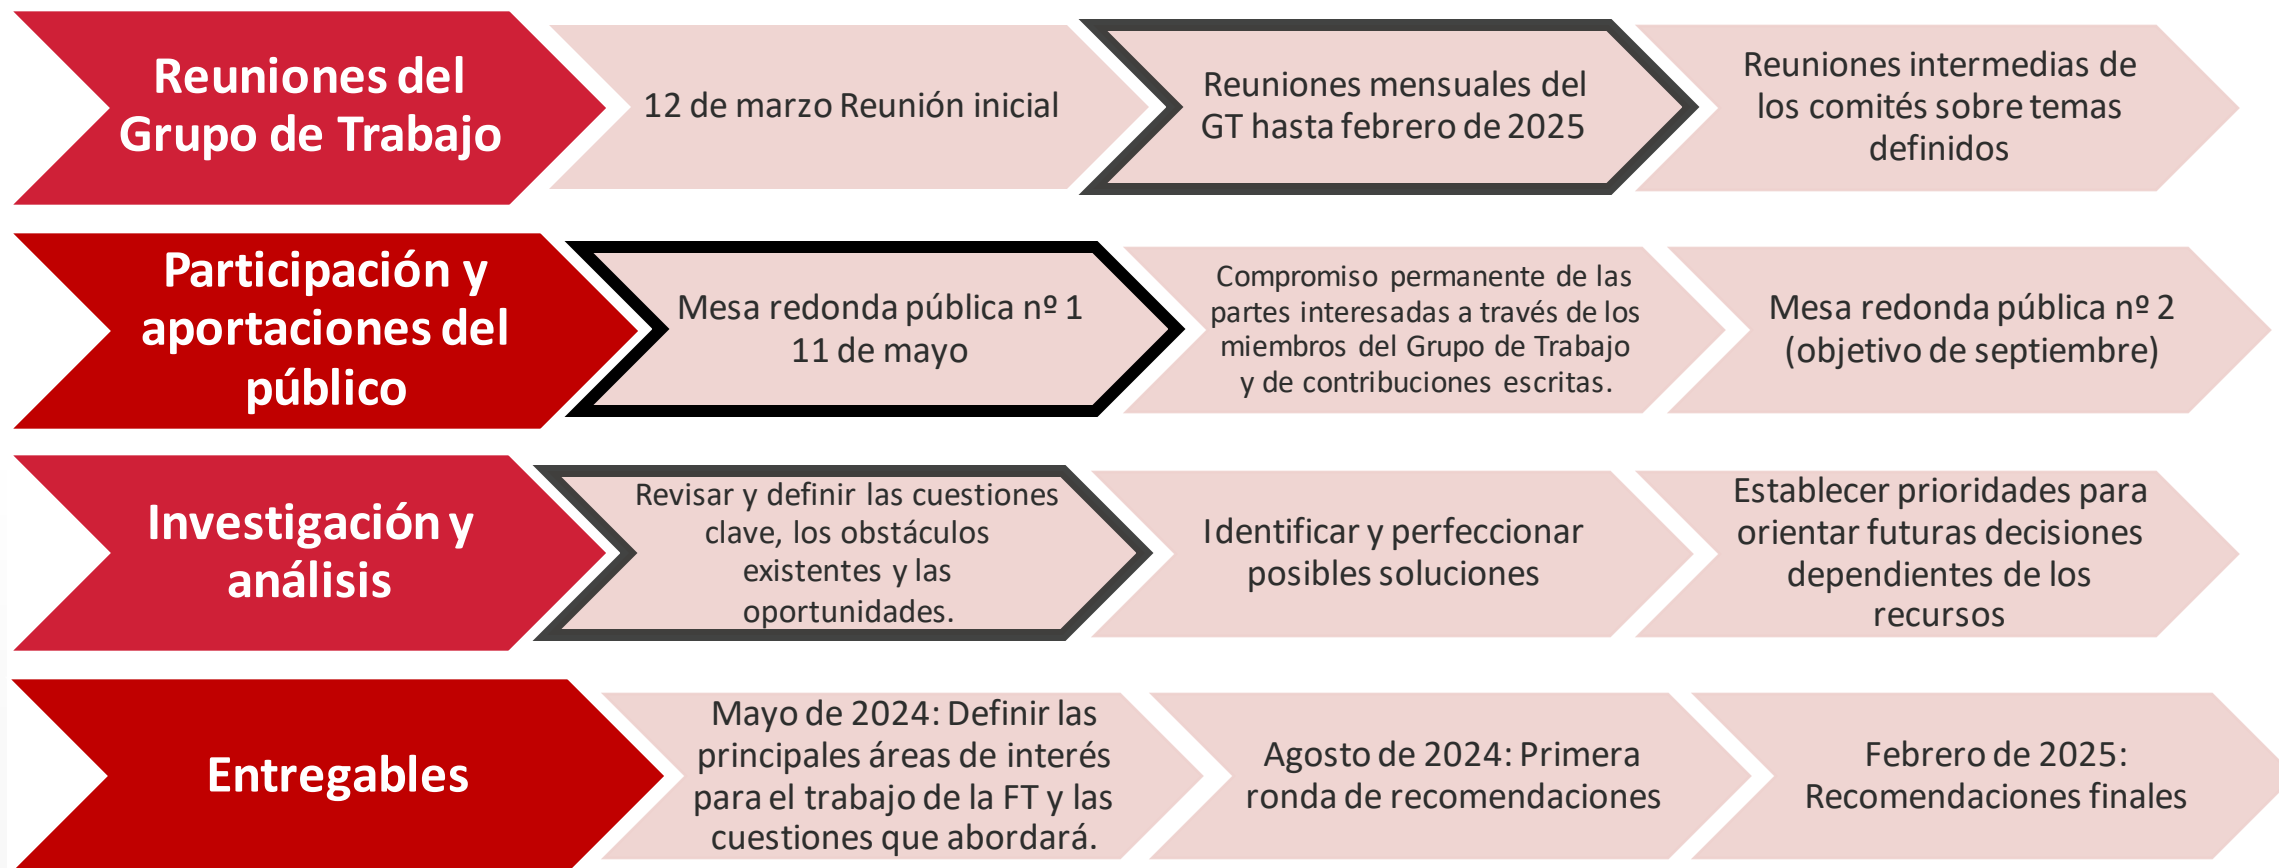 Reuniones del
Grupo de Trabajo
12 de marzo Reunión inicial
Reuniones mensuales del
GT hasta febrero de 2025
Reuniones intermedias de
los comités sobre temas
definidos
Participación y
aportaciones del
público
Mesa redonda pública nº 1
11 de mayo
Compromiso permanente de las
partes interesadas a través de los
miembros del Grupo de Trabajo
y de contribuciones escritas.
Mesa redonda pública nº 2
(objetivo de septiembre)
Investigación y
análisis
Revisar y definir las cuestiones
clave, los obstáculos
existentes y las
oportunidades.
Identificar y perfeccionar
posibles soluciones
Establecer prioridades para
orientar futuras decisiones
dependientes de los
recursos
Entregables
Mayo de 2024: Definir las
principales áreas de interés
para el trabajo de la FT y las
cuestiones que abordará.
Agosto de 2024: Primera
ronda de recomendaciones
Febrero de 2025:
Recomendaciones finales